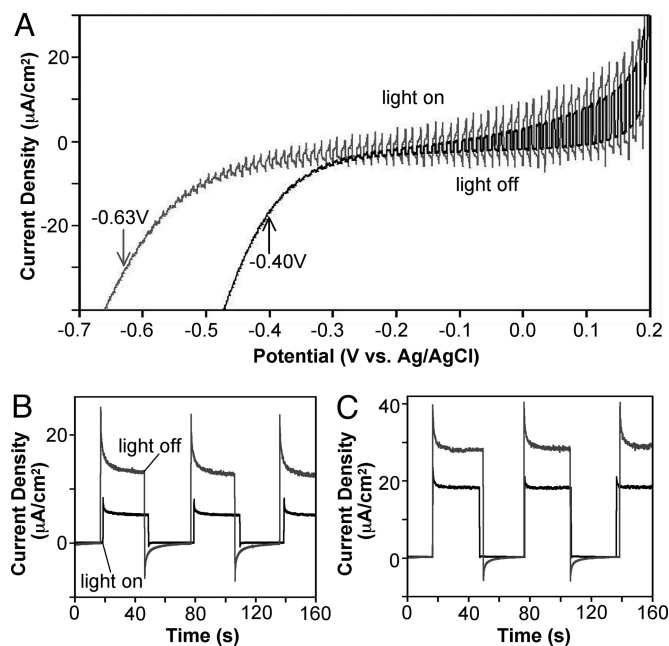 A
Current Density (μA/cm²)
20
0
-20
light on
light off
-0.63V
-0.40V
-0.7 -0.6 -0.5 -0.4 -0.3 -0.2 -0.1 0.0 0.1 0.2
Potential (V vs. Ag/AgCl)
B
Current Density
(μA/cm²)
20
0
light off
light on
0 40 80 120 160
Time (s)
C
Current Density
(μA/cm²)
40
20
0
0 40 80 120 160
Time (s)